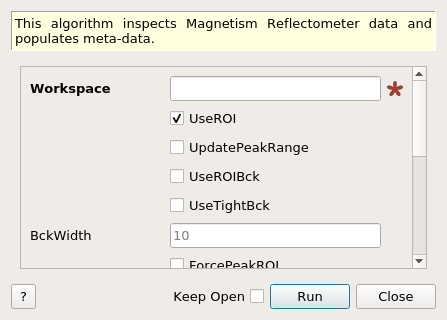 This algorithm inspects Magnetism Reflectometer data and
populates meta-data.
Workspace
UseROI
UpdatePeakRange
UseROIBck
UseTightBck
BckWidth 10
ForcePeakROI
? Keep Open Run Close